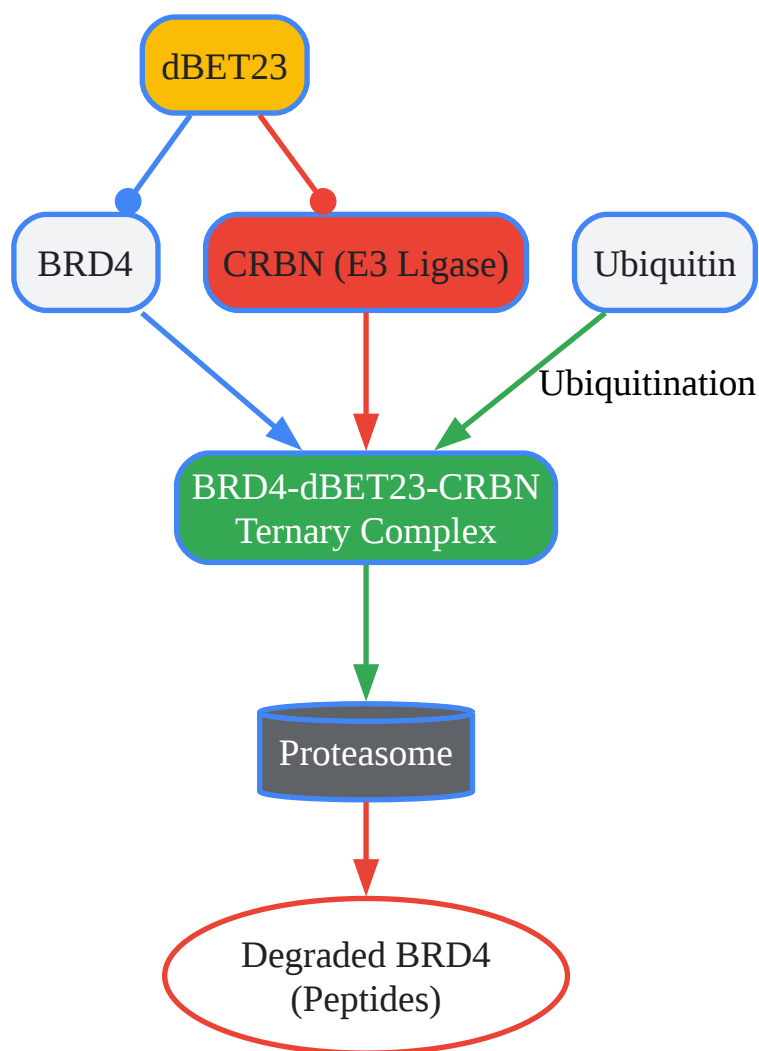 dBET23
BRD4
CRBN (E3 Ligase)
Ubiquitin
Ubiquitination
BRD4-dBET23-CRBN
Ternary Complex
Proteasome
Degraded BRD4
(Peptides)